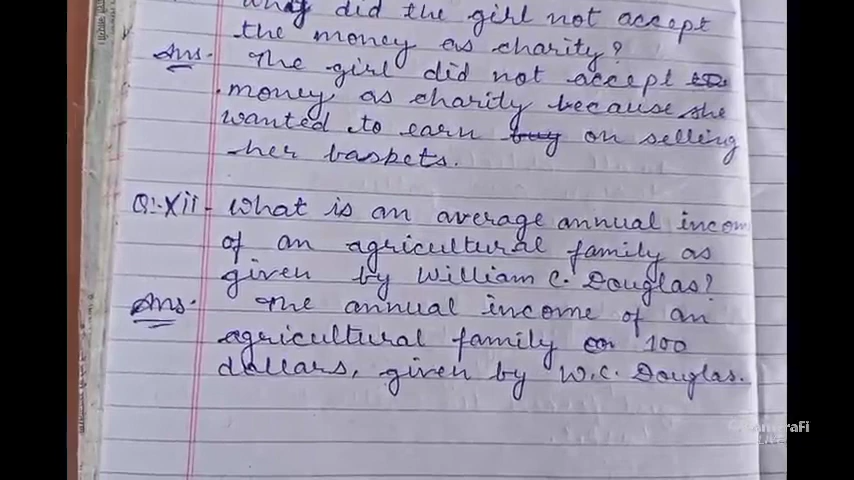 did the girl not accept
the money as charity?
Ans. The girl did not accept
money as charity because she
wanted to earn buy on selling
her baskets.
Q:-Xii - What is an average annual incom
of an agricultural family as
given by William C. Douglas?
Ans. The annual income of an
agricultural family 100
dollars, given by W.C. Douglas.